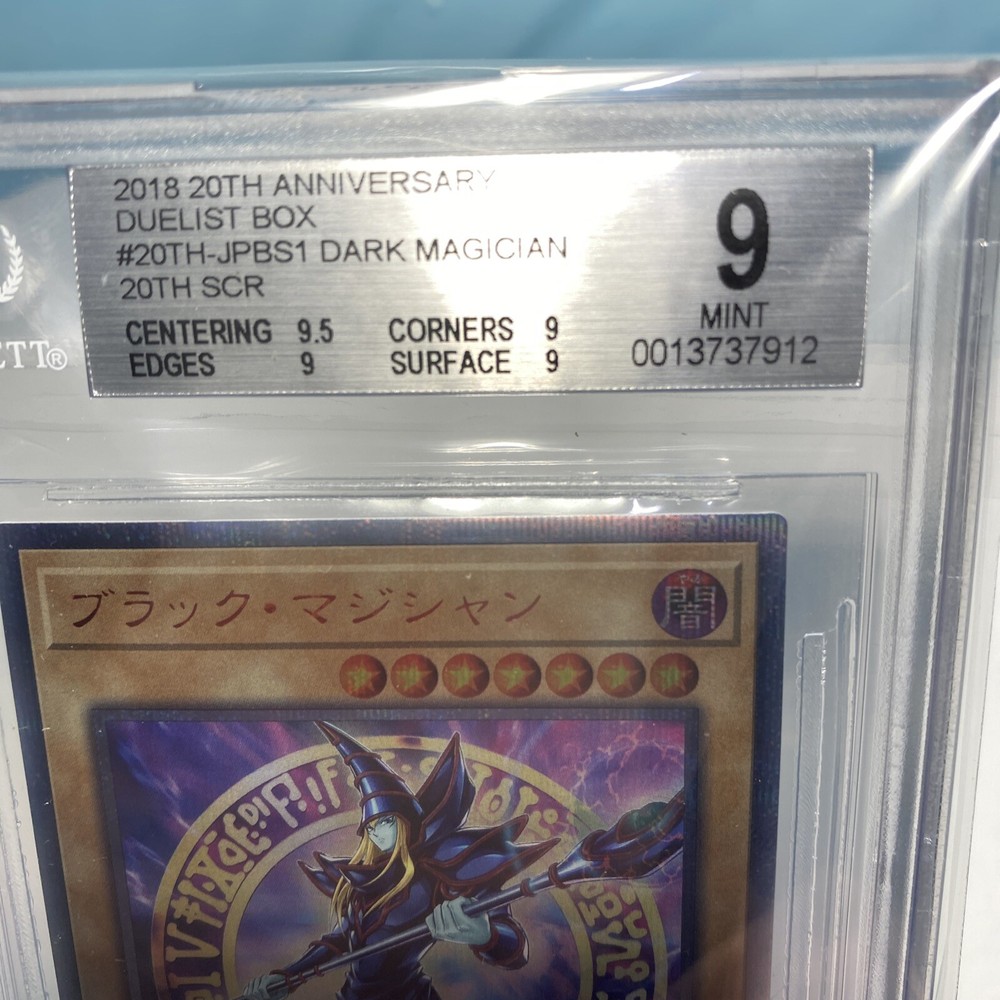 2018 20TH ANNIVERSARY
DUELIST BOX
#20TH-JPBS1 DARK MAGICIAN
20TH SCR
CENTERING 9.5 CORNERS 9
EDGES 9 SURFACE 9
9
MINT
0013737912
ETT®
ブラック・マジシャン
闇